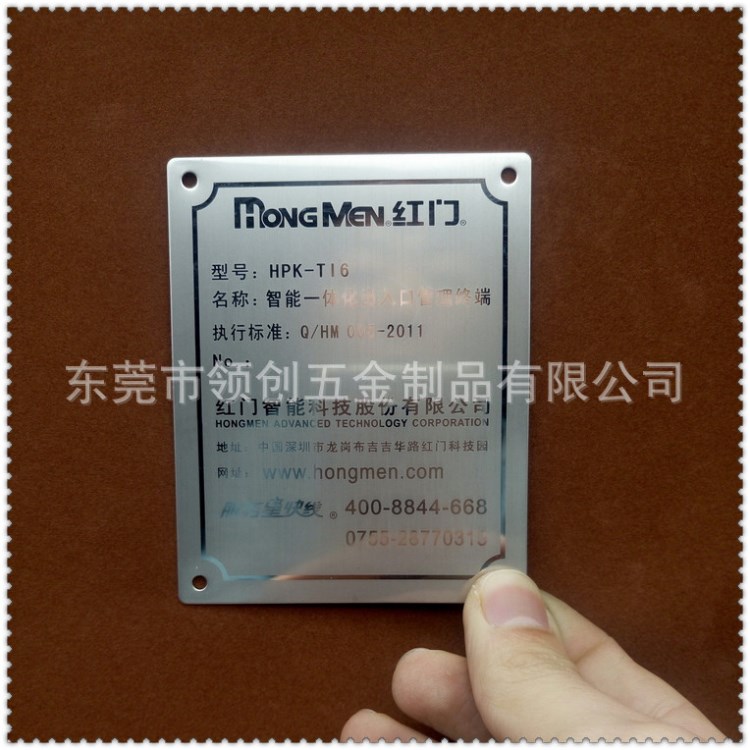 HONGMEN® 红门®
型号：HPK-T16
名称：智能一体化出入口管理终端
执行标准：Q/HM 005-2011
No.:
东莞市领创五金制品有限公司
红门智能科技股份有限公司
HONGMEN ADVANCED TECHNOLOGY CORPORATION
地址：中国深圳市龙岗布吉吉华路红门科技园
网址：www.hongmen.com
® 400-8844-668
0755-28770315